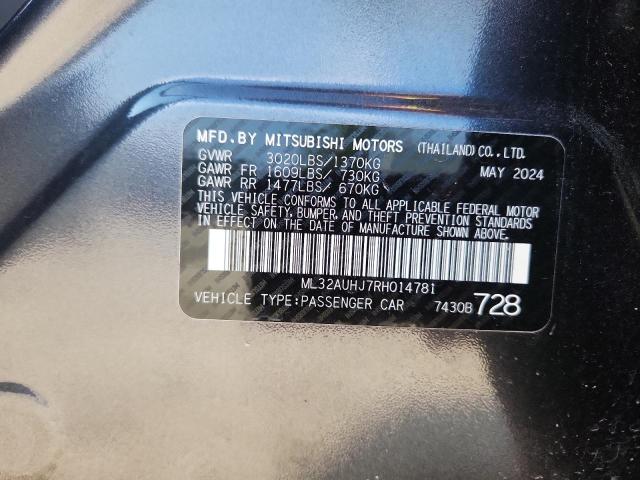 MFD.BY MITSUBISHI MOTORS (THAILAND)CO.,LTD.
GVWR 3020LBS/1370KG MAY 2024
GAWR FR 1609LBS/ 730KG
GAWR RR 1477LBS/ 670KG
THIS VEHICLE CONFORMS TO ALL APPLICABLE FEDERAL MOTOR
VEHICLE SAFETY, BUMPER, AND THEFT PREVENTION STANDARDS
IN EFFECT ON THE DATE OF MANUFACTURE SHOWN ABOVE.
ML32AUHJ7RH014781
VEHICLE TYPE:PASSENGER CAR 7430B 728